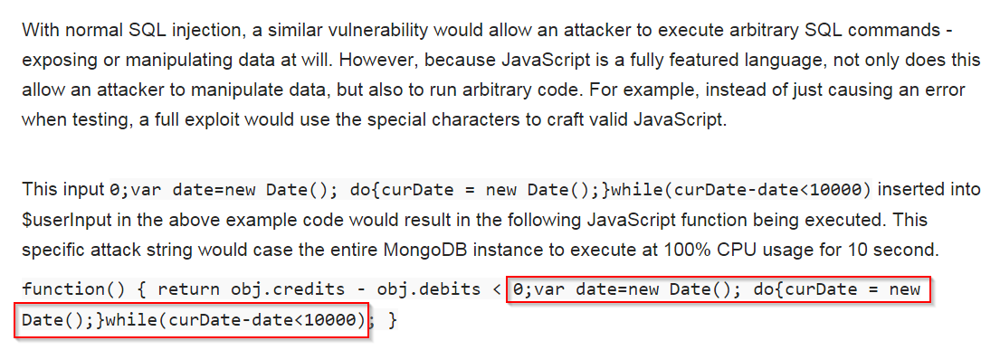 With normal SQL injection, a similar vulnerability would allow an attacker to execute arbitrary SQL commands -
exposing or manipulating data at will. However, because JavaScript is a fully featured language, not only does this
allow an attacker to manipulate data, but also to run arbitrary code. For example, instead of just causing an error
when testing, a full exploit would use the special characters to craft valid JavaScript.
This input 0;var date=new Date(); do{curDate = new Date();}while(curDate-date<10000) inserted into
$userInput in the above example code would result in the following JavaScript function being executed. This
specific attack string would case the entire MongoDB instance to execute at 100% CPU usage for 10 second.
function() { return obj.credits - obj.debits < 0;var date=new Date(); do{curDate = new
Date();}while(curDate-date<10000); }